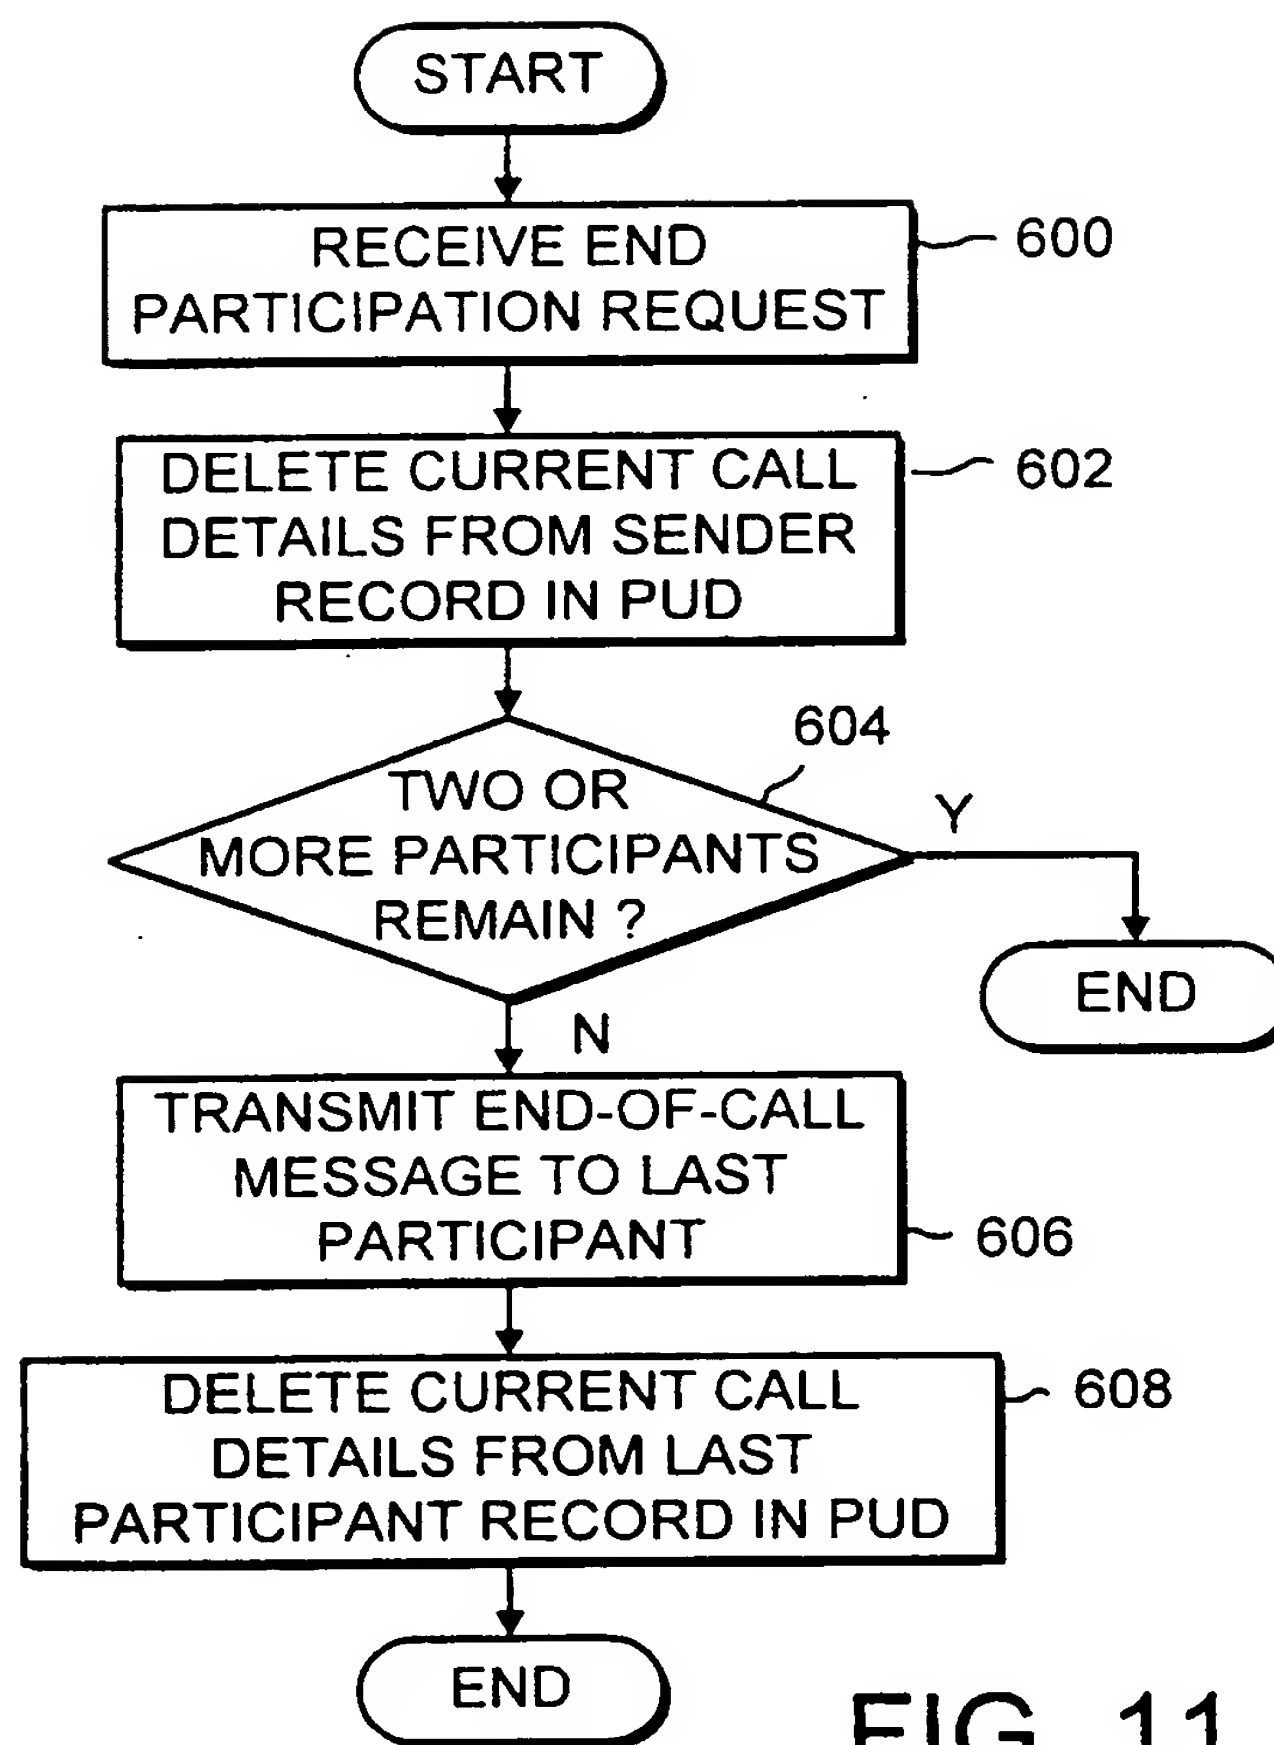 START
RECEIVE END
PARTICIPATION REQUEST
600
DELETE CURRENT CALL
DETAILS FROM SENDER
RECORD IN PUD
602
604
TWO OR
MORE PARTICIPANTS
REMAIN ?
Y
END
N
TRANSMIT END-OF-CALL
MESSAGE TO LAST
PARTICIPANT
606
DELETE CURRENT CALL
DETAILS FROM LAST
PARTICIPANT RECORD IN PUD
608
END
FIG. 11